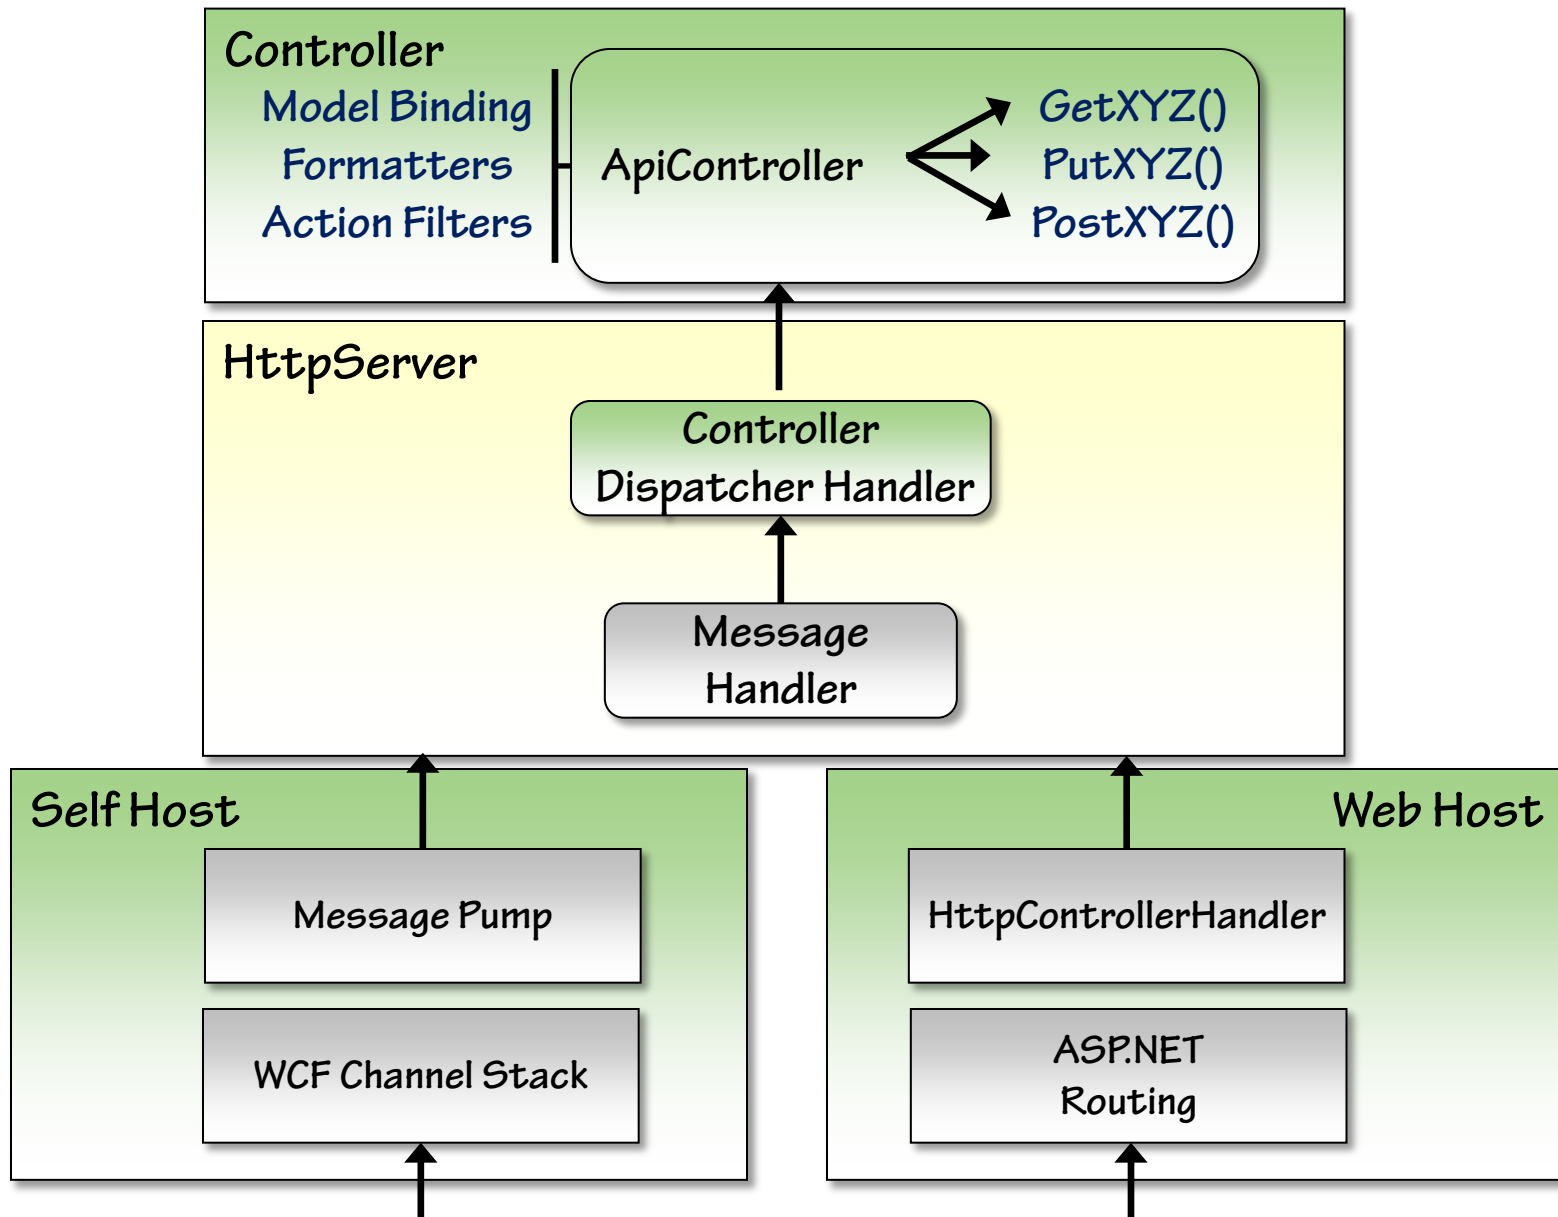 Controller
Model Binding
Formatters
Action Filters
ApiController
GetXYZ()
PutXYZ()
PostXYZ()
HttpServer
Controller
Dispatcher Handler
Message
Handler
Self Host
Message Pump
WCF Channel Stack
Web Host
HttpControllerHandler
ASP.NET
Routing